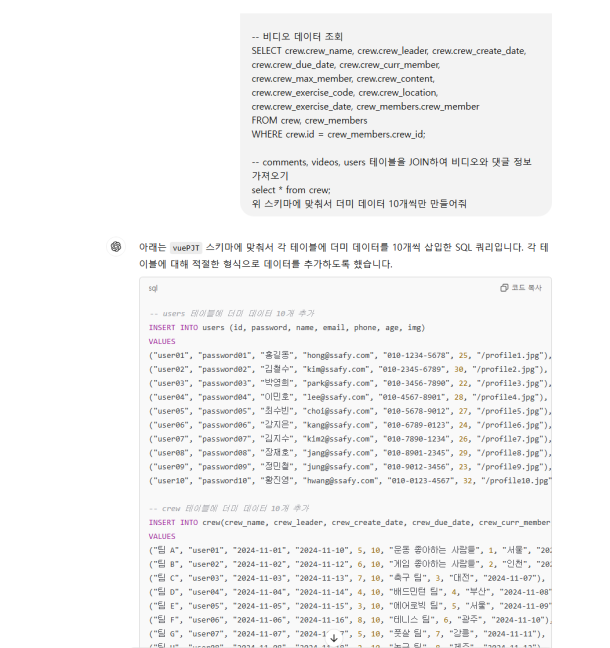 -- 비디오 데이터 조회
SELECT crew.crew_name, crew.crew_leader, crew.crew_create_date,
crew.crew_due_date, crew.crew_curr_member,
crew.crew_max_member, crew.crew_content,
crew.crew_exercise_code, crew.crew_location,
crew.crew_exercise_date, crew_members.crew_member
FROM crew, crew_members
WHERE crew.id = crew_members.crew_id;
-- comments, videos, users 테이블을 JOIN하여 비디오와 댓글 정보
가져오기
select * from crew;
위 스키마에 맞춰서 더미 데이터 10개씩만 만들어줘
아래는 vuePJT 스키마에 맞춰서 각 테이블에 더미 데이터를 10개씩 삽입한 SQL 쿼리입니다. 각 테
이블에 대해 적절한 형식으로 데이터를 추가하도록 했습니다.
sql 코드 복사
-- users 테이블에 더미 데이터 10개 추가
INSERT INTO users (id, password, name, email, phone, age, img)
VALUES
("user01", "password01", "홍길동", "hong@ssafy.com", "010-1234-5678", 25, "/profile1.jpg"),
("user02", "password02", "김철수", "kim@ssafy.com", "010-2345-6789", 30, "/profile2.jpg"),
("user03", "password03", "박영희", "park@ssafy.com", "010-3456-7890", 22, "/profile3.jpg"),
("user04", "password04", "이민호", "lee@ssafy.com", "010-4567-8901", 28, "/profile4.jpg"),
("user05", "password05", "최수빈", "choi@ssafy.com", "010-5678-9012", 27, "/profile5.jpg"),
("user06", "password06", "강지은", "kang@ssafy.com", "010-6789-0123", 24, "/profile6.jpg"),
("user07", "password07", "김지수", "kim2@ssafy.com", "010-7890-1234", 26, "/profile7.jpg"),
("user08", "password08", "장재호", "jang@ssafy.com", "010-8901-2345", 29, "/profile8.jpg"),
("user09", "password09", "정민철", "jung@ssafy.com", "010-9012-3456", 23, "/profile9.jpg"),
("user10", "password10", "황진영", "hwang@ssafy.com", "010-0123-4567", 32, "/profile10.jpg"
-- crew 테이블에 더미 데이터 10개 추가
INSERT INTO crew(crew_name, crew_leader, crew_create_date, crew_due_date, crew_curr_member
VALUES
("팀 A", "user01", "2024-11-01", "2024-11-10", 5, 10, "운동 좋아하는 사람들", 1, "서울", "202
("팀 B", "user02", "2024-11-02", "2024-11-12", 6, 10, "게임 좋아하는 사람들", 2, "인천", "202
("팀 C", "user03", "2024-11-03", "2024-11-13", 7, 10, "축구 팀", 3, "대전", "2024-11-07"),
("팀 D", "user04", "2024-11-04", "2024-11-14", 4, 10, "배드민턴 팀", 4, "부산", "2024-11-08"
("팀 E", "user05", "2024-11-05", "2024-11-15", 3, 10, "에어로빅 팀", 5, "서울", "2024-11-09"
("팀 F", "user06", "2024-11-06", "2024-11-16", 8, 10, "테니스 팀", 6, "광주", "2024-11-10"),
("팀 G", "user07", "2024-11-07", 5, 10, "풋살 팀", 7, "강릉", "2024-11-11"),